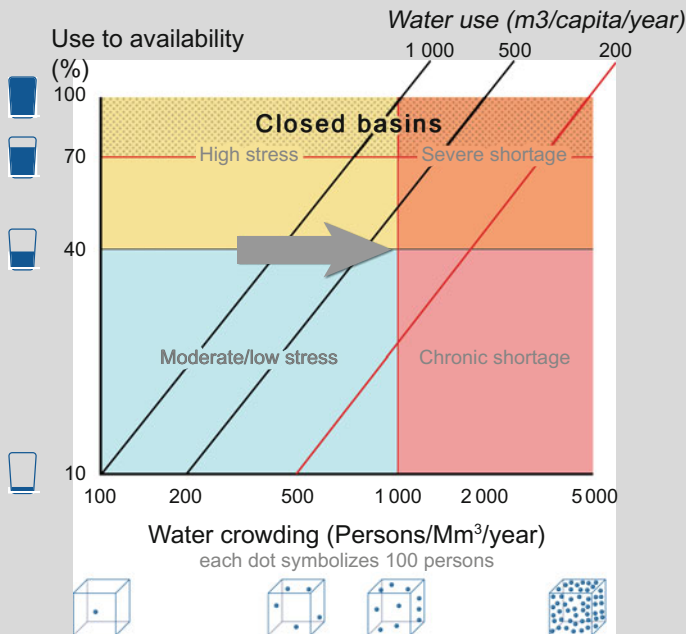 Water use (m3/capita/year)
Use to availability
(%)
1 000 500 200
100
Closed basins
70
High stress Severe shortage
40
Moderate/low stress Chronic shortage
10
100 200 500 1 000 2 000 5 000
Water crowding (Persons/Mm³/year)
each dot symbolizes 100 persons